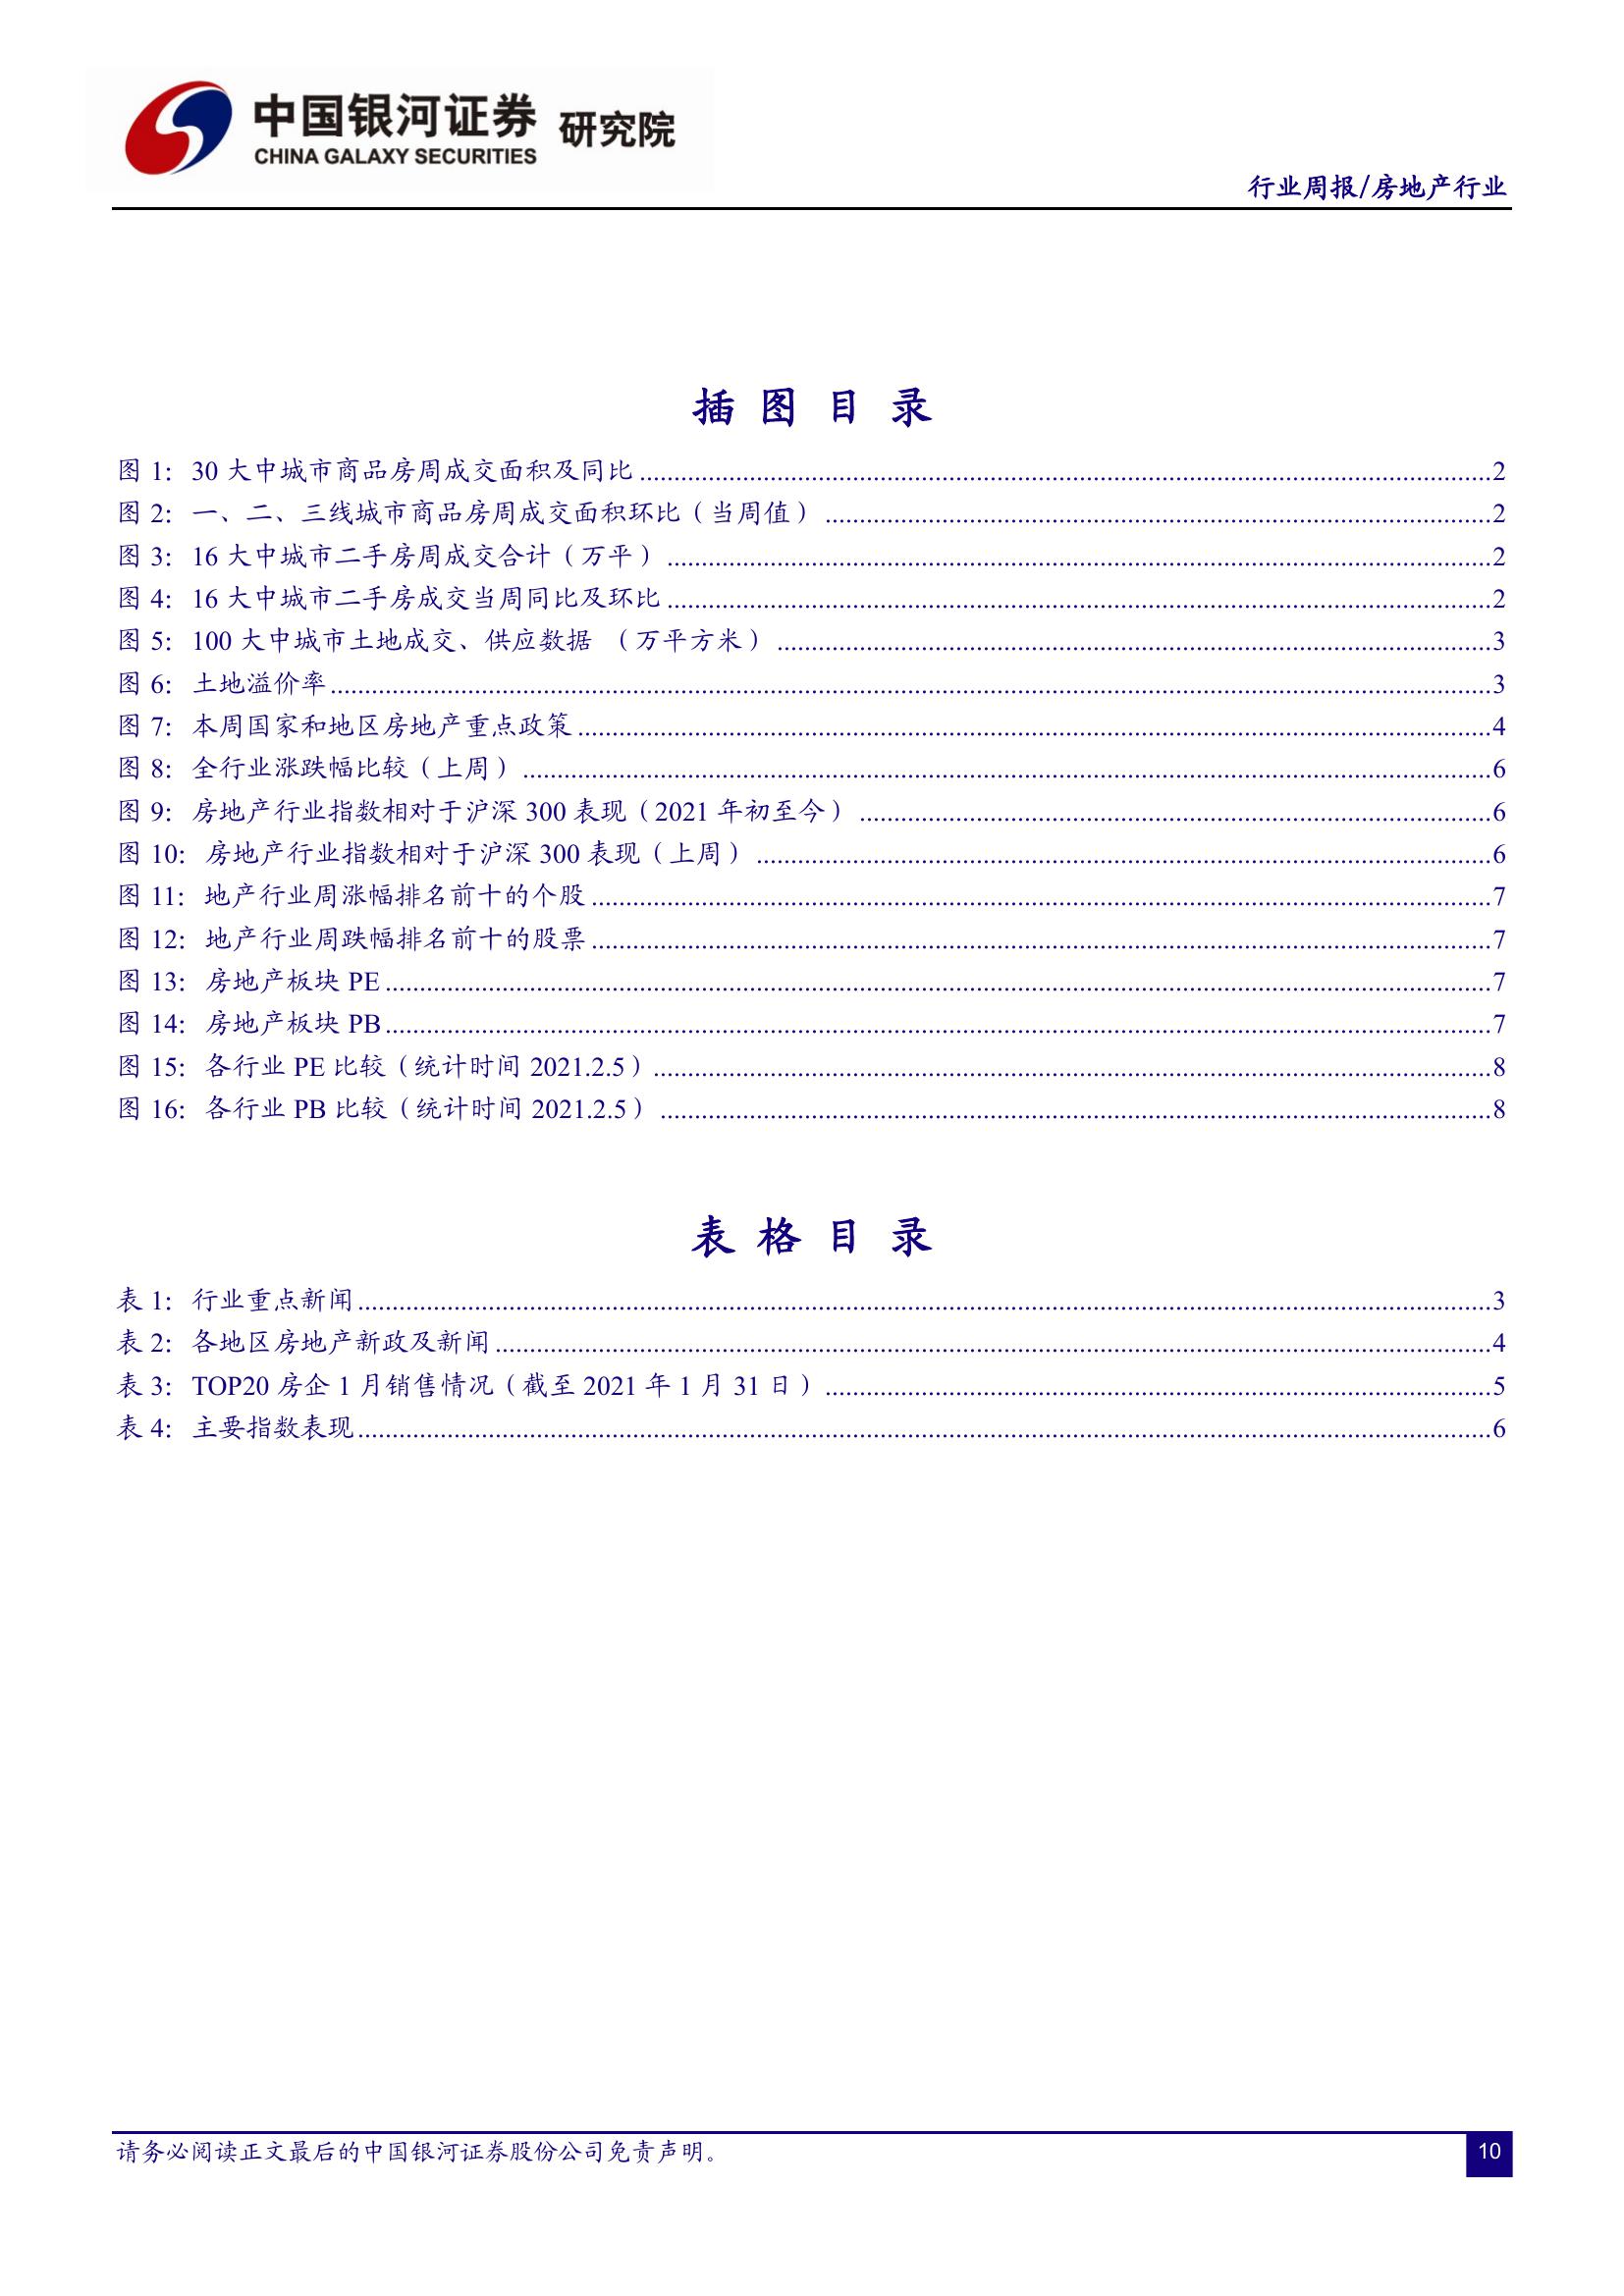 中国银河证券 研究院
CHINA GALAXY SECURITIES
行业周报/房地产行业
插 图 目 录
图 1: 30 大中城市商品房周成交面积及同比 ........ 2
图 2: 一、二、三线城市商品房周成交面积环比（当周值） ........ 2
图 3: 16 大中城市二手房周成交合计（万平） ........ 2
图 4: 16 大中城市二手房成交当周同比及环比 ........ 2
图 5: 100 大中城市土地成交、供应数据 （万平方米） ........ 3
图 6: 土地溢价率 ........ 3
图 7: 本周国家和地区房地产重点政策 ........ 4
图 8: 全行业涨跌幅比较（上周） ........ 6
图 9: 房地产行业指数相对于沪深 300 表现（2021 年初至今） ........ 6
图 10: 房地产行业指数相对于沪深 300 表现（上周） ........ 6
图 11: 地产行业周涨幅排名前十的个股 ........ 7
图 12: 地产行业周跌幅排名前十的股票 ........ 7
图 13: 房地产板块 PE ........ 7
图 14: 房地产板块 PB ........ 7
图 15: 各行业 PE 比较（统计时间 2021.2.5） ........ 8
图 16: 各行业 PB 比较（统计时间 2021.2.5） ........ 8
表 格 目 录
表 1: 行业重点新闻 ........ 3
表 2: 各地区房地产新政及新闻 ........ 4
表 3: TOP20 房企 1 月销售情况（截至 2021 年 1 月 31 日） ........ 5
表 4: 主要指数表现 ........ 6
请务必阅读正文最后的中国银河证券股份公司免责声明。
10